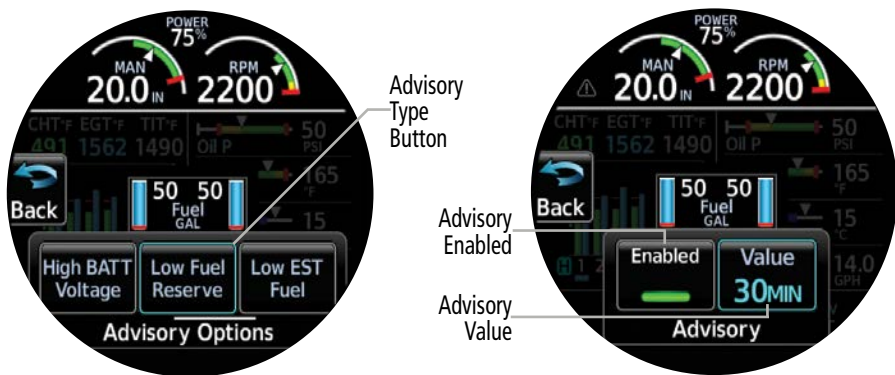 POWER
75%
MAN
20.0 IN
RPM
2200
CHT°F EGT°F TIT°F
491 1562 1490
Oil P
50
PSI
165
°F
15
Back
50 50
Fuel
GAL
High BATT
Voltage
Low Fuel
Reserve
Low EST
Fuel
Advisory Options
Advisory
Type
Button
POWER
75%
MAN
20.0 IN
RPM
2200
CHT°F EGT°F TIT°F
491 1562 1490
Oil P
50
PSI
165
°F
15
°C
14.0
GPH
Back
50 50
Fuel
GAL
1 2
Enabled
Value
30MIN
Advisory
Advisory
Enabled
Advisory
Value